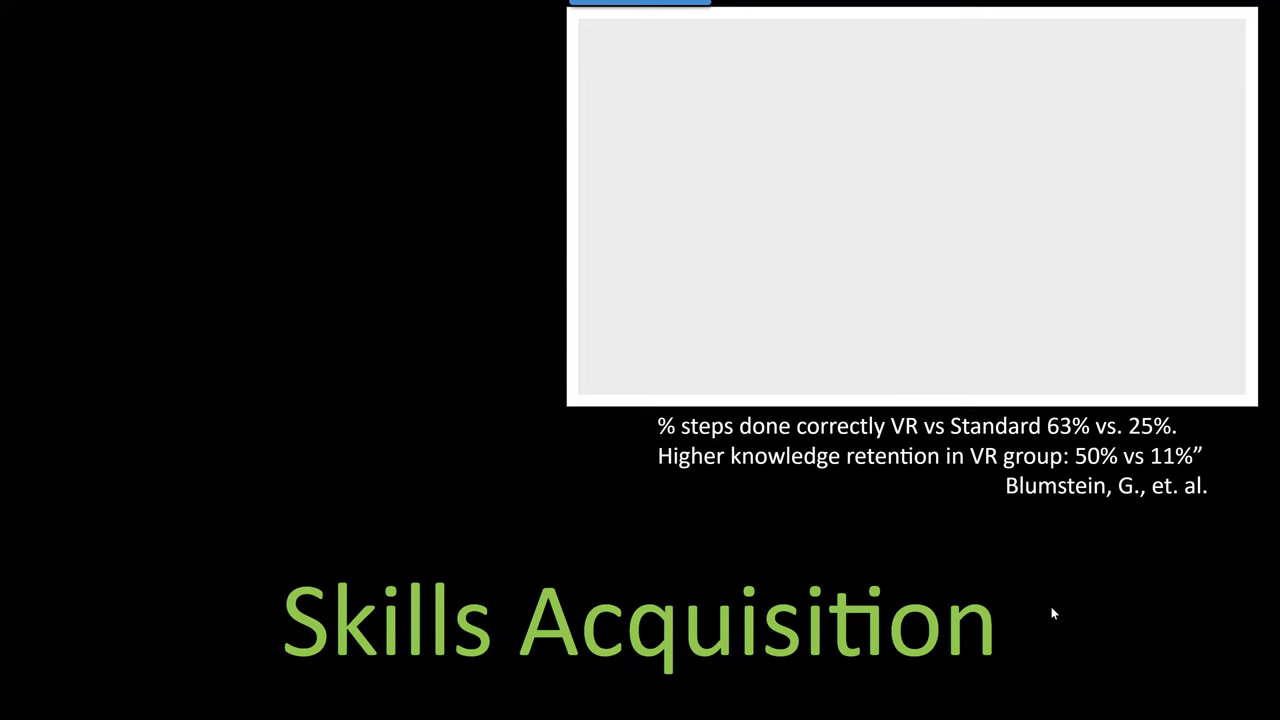 % steps done correctly VR vs Standard 63% vs. 25%.
Higher knowledge retention in VR group: 50% vs 11%”
Blumstein, G., et. al.
Skills Acquisition